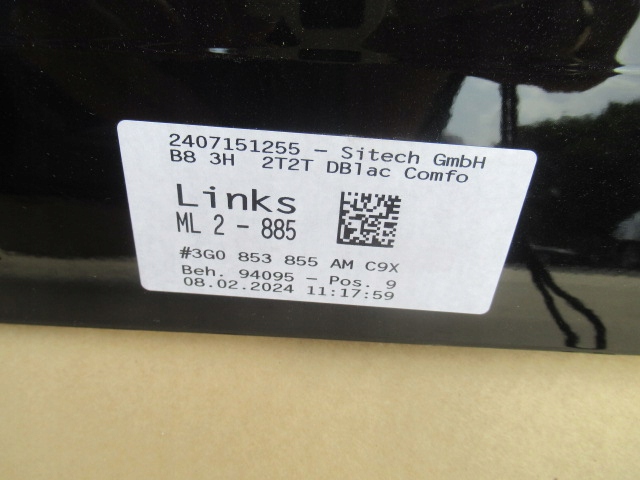 2407151255 – Sitech GmbH
B8 3H  2T2T DBlac Comfo
Links
ML 2 - 885
#3G0 853 855 AM C9X
Beh. 94095 – Pos. 9
08.02.2024 11:17:59